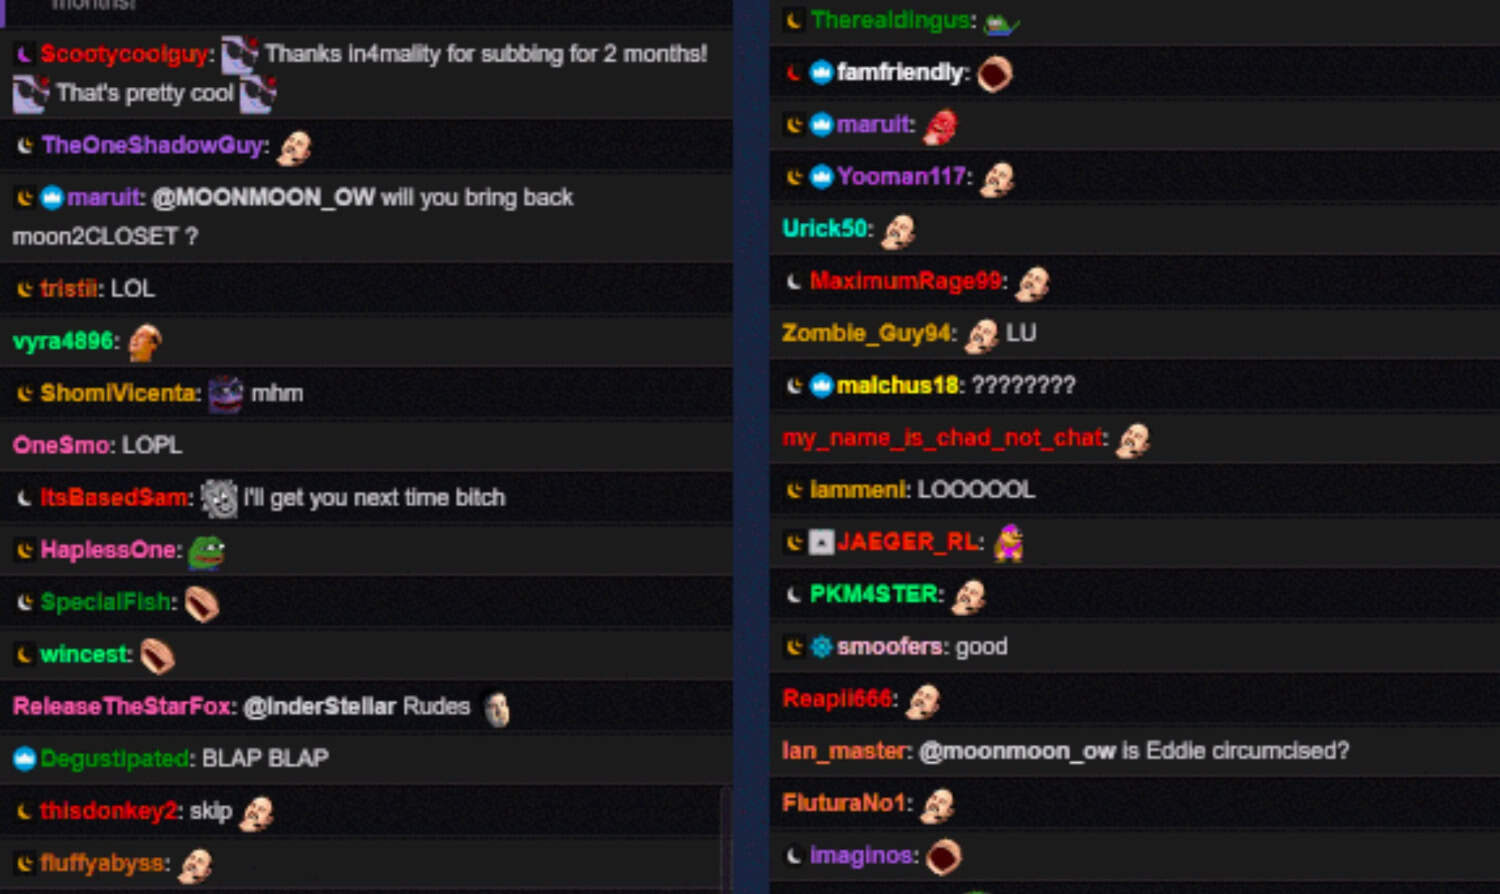 months!
Scootycoolguy: Thanks in4mality for subbing for 2 months!
That's pretty cool
TheOneShadowGuy:
maruit: @MOONMOON_OW will you bring back
moon2CLOSET ?
tristii: LOL
vyra4896:
ShomiVicenta: mhm
OneSmo: LOPL
ItsBasedSam: I'll get you next time bitch
HaplessOne:
SpecialFish:
wincest:
ReleaseTheStarFox: @InderStellar Rudes
Degustipated: BLAP BLAP
thisdonkey2: skip
fluffyabyss:
Therealdingus:
famfriendly:
maruit:
Yooman117:
Urick50:
MaximumRage99:
Zombie_Guy94: LU
malchus18: ????????
my_name_is_chad_not_chat:
iammeni: LOOOOOL
JAEGER_RL:
PKM4STER:
smoofers: good
Reapli666:
Ian_master: @moonmoon_ow is Eddie circumcised?
FluturaNo1:
imaginos: